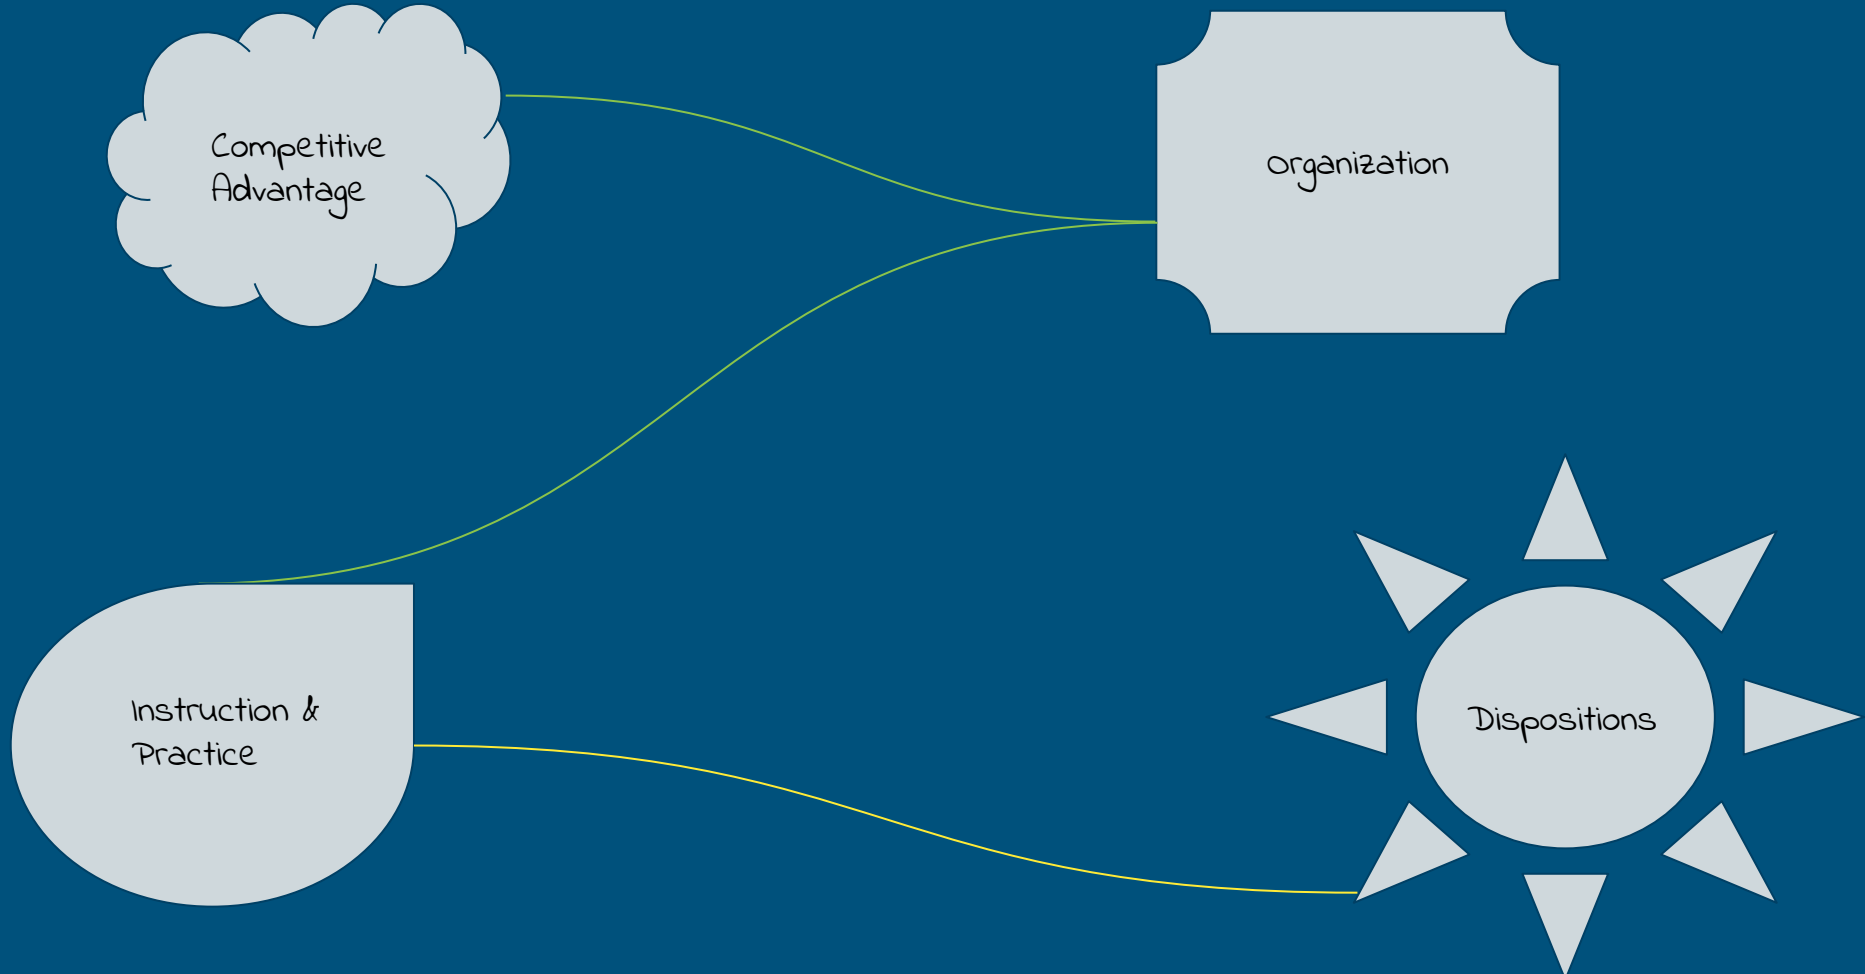 Competitive
Advantage
Organization
Instruction &
Practice
Dispositions